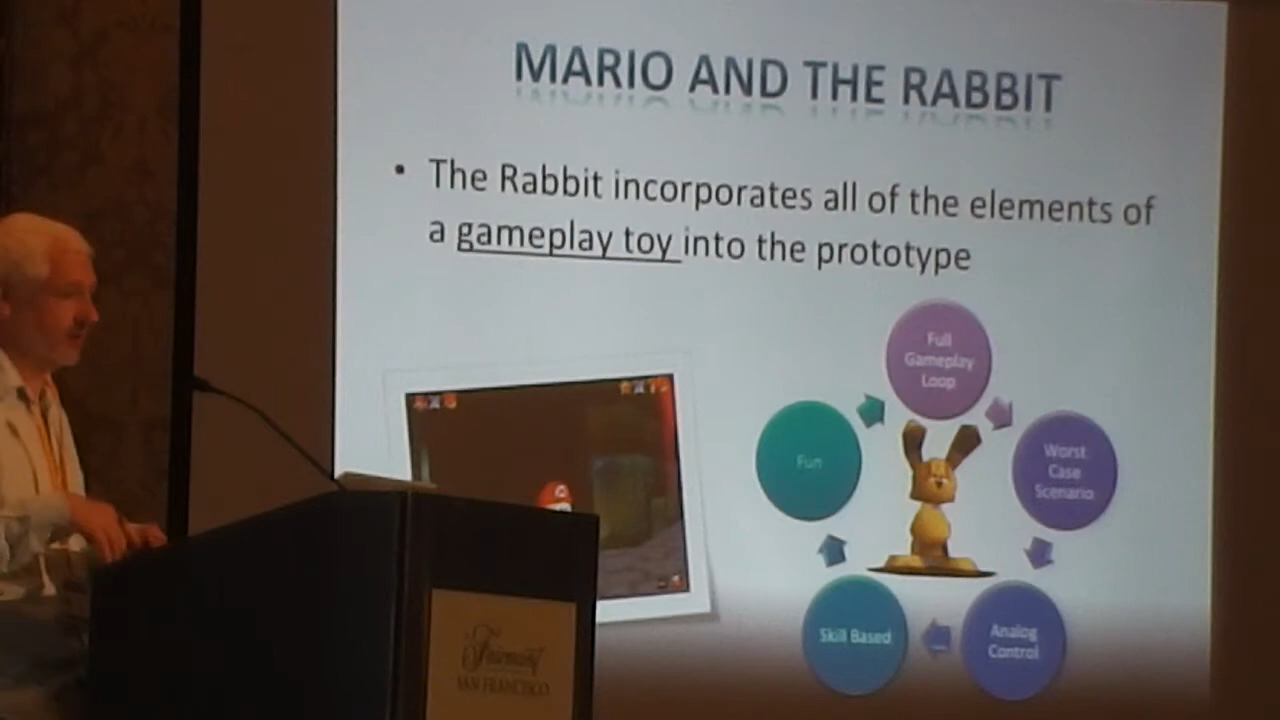 MARIO AND THE RABBIT
• The Rabbit incorporates all of the elements of
a gameplay toy into the prototype
Full
Gameplay
Loop
Worst
Case
Scenario
Analog
Control
Skill Based
Fun
Fairmont
SAN FRANCISCO